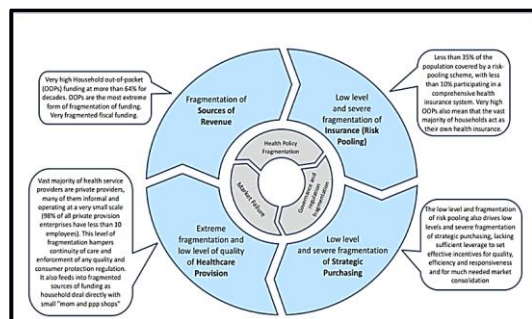 Very high Household out-of-pocket
(OOPs) funding at more than 64% for
decades. OOPs are the most extreme
form of fragmentation of funding.
Very fragmented fiscal funding.
Fragmentation of
Sources of
Revenue
Low level
and severe
fragmentation of
Insurance (Risk
Pooling)
Less than 35% of the
population covered by a risk-
pooling scheme, with less
than 10% participating in a
comprehensive health
insurance system. Very high
OOPs also mean that the vast
majority of households act as
their own health insurance.
Health Policy
Fragmentation
Market Failure
Governance and
regulation
fragmentation
Vast majority of health service
providers are private providers,
many of them informal and
operating at a very small scale
(98% of all private provision
enterprises have less than 10
employees). This level of
fragmentation hampers
continuity of care and
enforcement of any quality and
consumer protection regulation.
It also feeds into fragmented
sources of funding as
household deal directly with
small "mom and ppp shops"
Extreme
fragmentation and
low level of quality
of Healthcare
Provision
Low level
and severe fragmentation
of Strategic
Purchasing
The low level and fragmentation
of risk pooling also drives low
levels and severe fragmentation
of strategic purchasing, lacking
sufficient leverage to set
effective incentives for quality,
efficiency and responsiveness
and for much needed market
consolidation